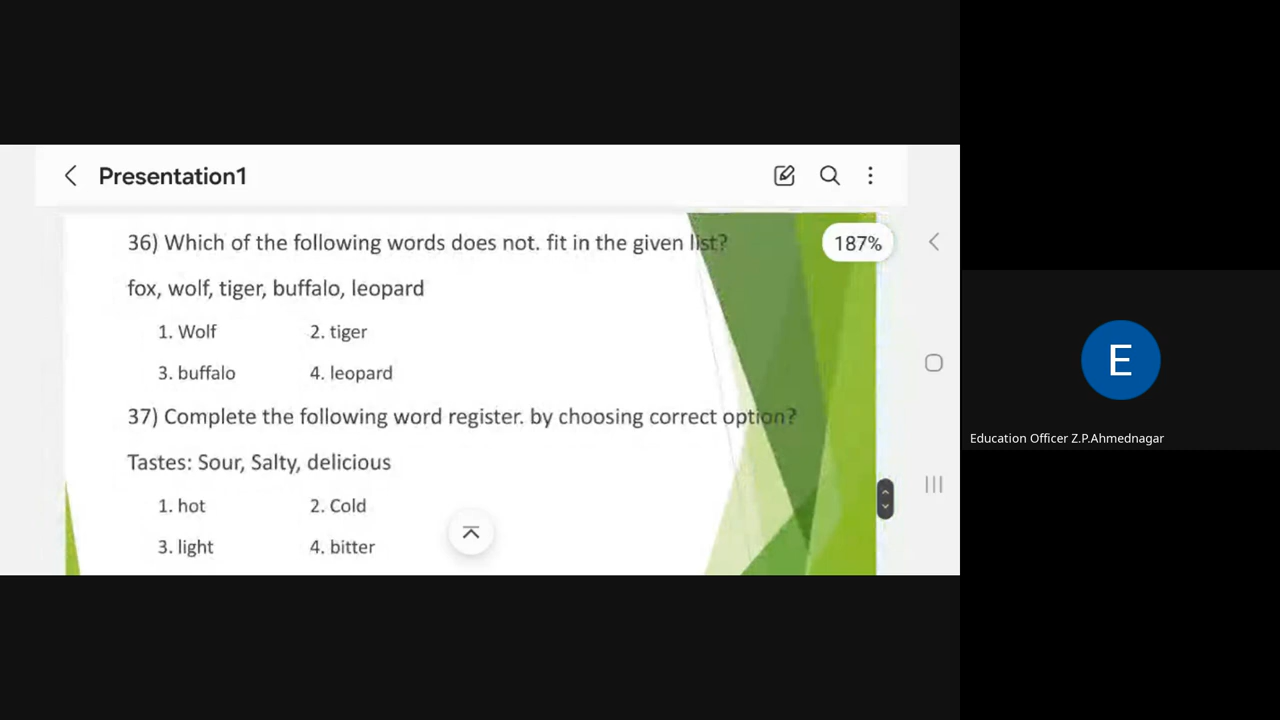 Presentation1
187%
36) Which of the following words does not. fit in the given list?
fox, wolf, tiger, buffalo, leopard
1. Wolf 2. tiger
3. buffalo 4. leopard
37) Complete the following word register. by choosing correct option?
Tastes: Sour, Salty, delicious
1. hot 2. Cold
3. light 4. bitter
E
Education Officer Z.P.Ahmednagar